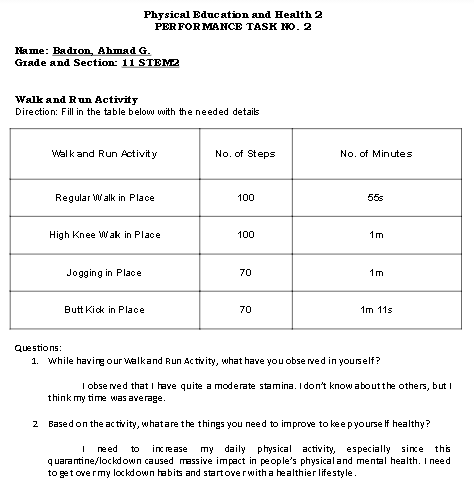 Physical Education and Health 2
PERFORMANCE TASK NO. 2
Name: Badron, Ahmad G.
Grade and Section: 11 STEM2
Walk and Run Activity
Direction: Fill in the table below with the needed details
Walk and Run Activity No. of Steps No. of Minutes
Regular Walk in Place 100 55s
High Knee Walk in Place 100 1m
Jogging in Place 70 1m
Butt Kick in Place 70 1m 11s
Questions:
1. While having our Walk and Run Activity, what have you observed in yourself?
I observed that I have quite a moderate stamina. I don't know about the others, but I
think my time was average.
2. Based on the activity, what are the things you need to improve to keep yourself healthy?
I need to increase my daily physical activity, especially since this
quarantine/lockdown caused massive impact in people's physical and mental health. I need
to get over my lockdown habits and start over with a healthier lifestyle.